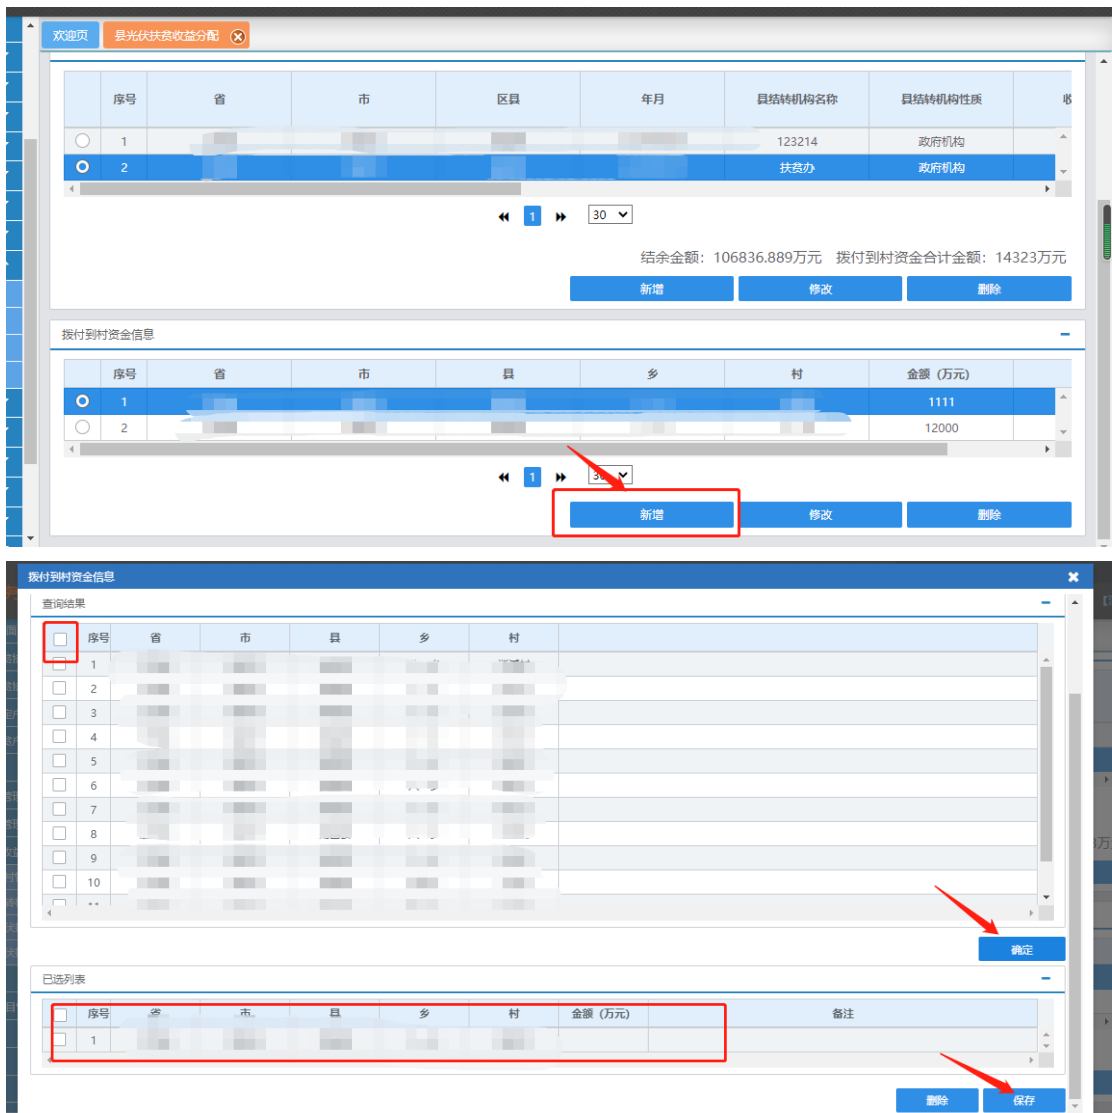 欢迎页 县光伏扶贫收益分配
序号 省 市 区县 年月 县结转机构名称 县结转机构性质 收
1 123214 政府机构
2 扶贫办 政府机构
1 30
结余金额：106836.889万元 拨付到村资金合计金额：14323万元
新增 修改 删除
拨付到村资金信息
序号 省 市 县 乡 村 金额（万元）
1 1111
2 12000
1 30
新增 修改 删除
拨付到村资金信息
查询结果
序号 省 市 县 乡 村
1
2
3
4
5
6
7
8
9
10
确定
已选列表
序号 省 市 县 乡 村 金额（万元） 备注
1
删除 保存